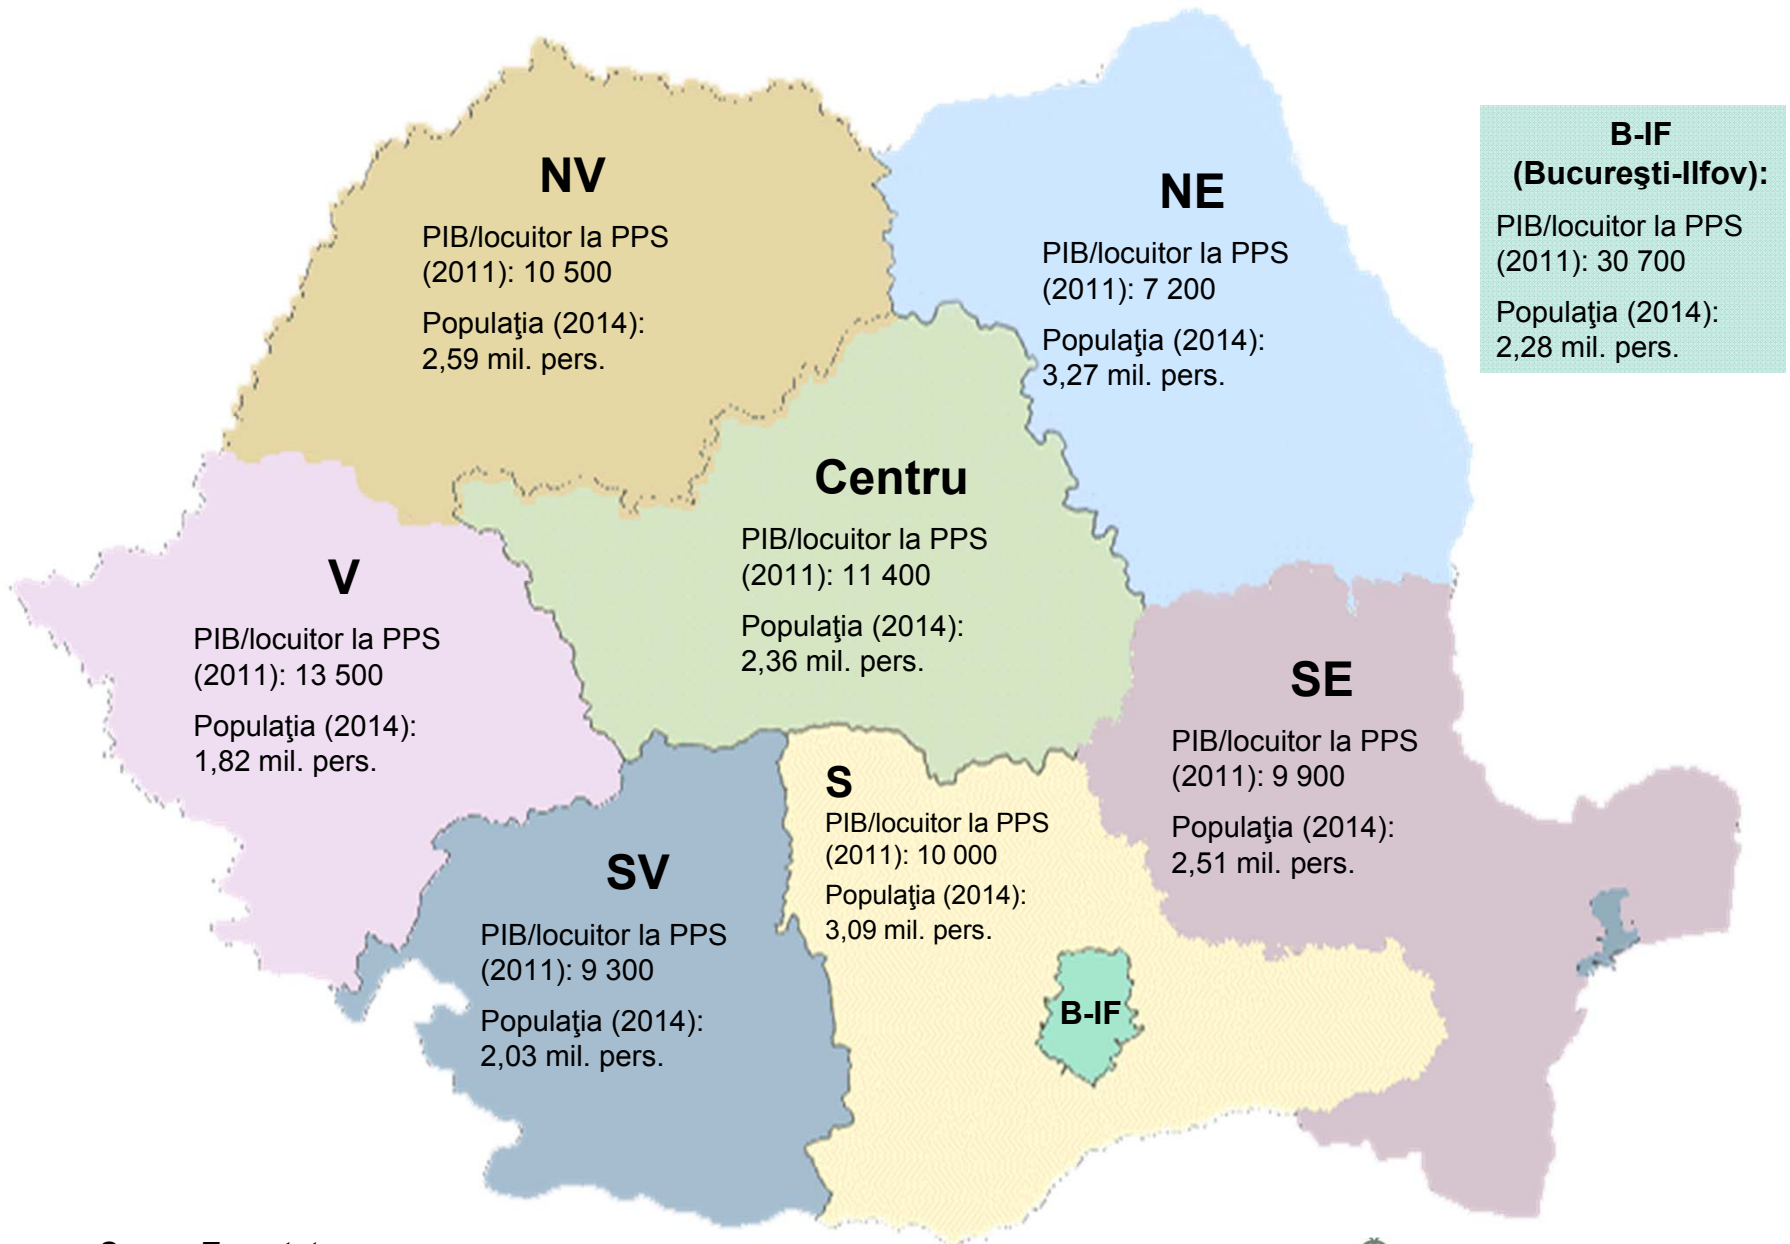 NV
PIB/locuitor la PPS
(2011): 10 500
Populaţia (2014):
2,59 mil. pers.
NE
PIB/locuitor la PPS
(2011): 7 200
Populaţia (2014):
3,27 mil. pers.
B-IF
(Bucureşti-Ilfov):
PIB/locuitor la PPS
(2011): 30 700
Populaţia (2014):
2,28 mil. pers.
Centru
PIB/locuitor la PPS
(2011): 11 400
Populaţia (2014):
2,36 mil. pers.
V
PIB/locuitor la PPS
(2011): 13 500
Populaţia (2014):
1,82 mil. pers.
SE
PIB/locuitor la PPS
(2011): 9 900
Populaţia (2014):
2,51 mil. pers.
S
PIB/locuitor la PPS
(2011): 10 000
Populaţia (2014):
3,09 mil. pers.
SV
PIB/locuitor la PPS
(2011): 9 300
Populaţia (2014):
2,03 mil. pers.
B-IF